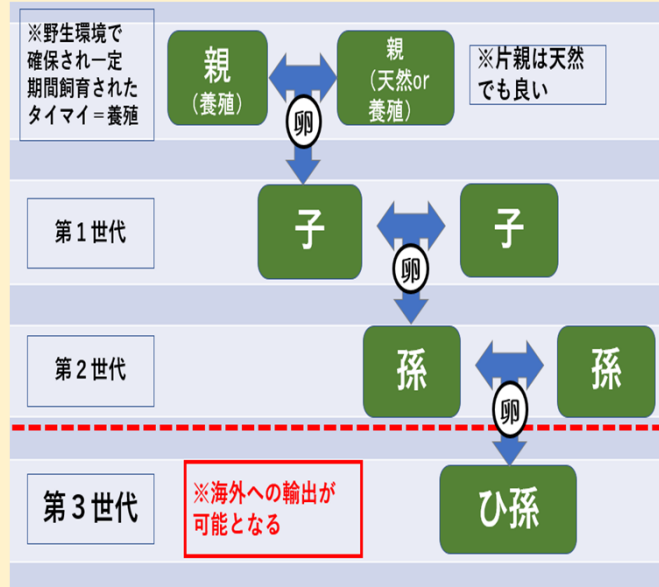 ※野生環境で
確保され一定
期間飼育された
タイマイ＝養殖
親
（養殖）
親
（天然or
養殖）
※片親は天然
でも良い
卵
第１世代
子
子
卵
第２世代
孫
孫
卵
第３世代
※海外への輸出が
可能となる
ひ孫